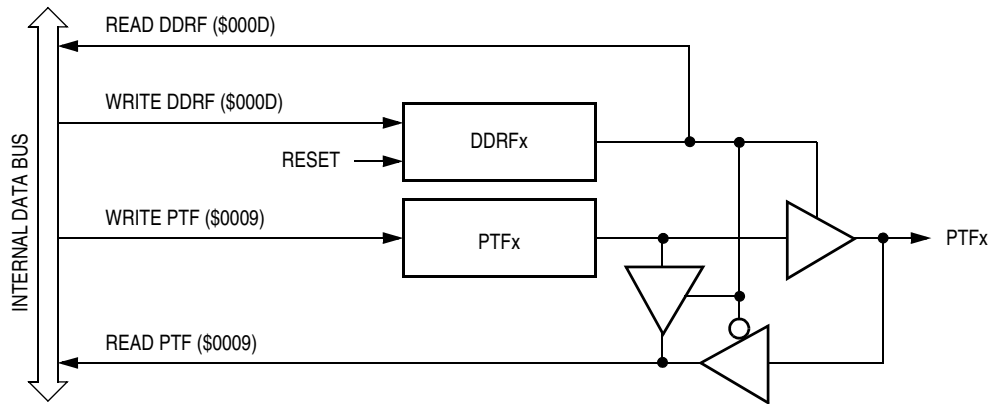 READ DDRF ($000D)
WRITE DDRF ($000D)
DDRFx
RESET
INTERNAL DATA BUS
WRITE PTF ($0009)
PTFx
PTFx
READ PTF ($0009)